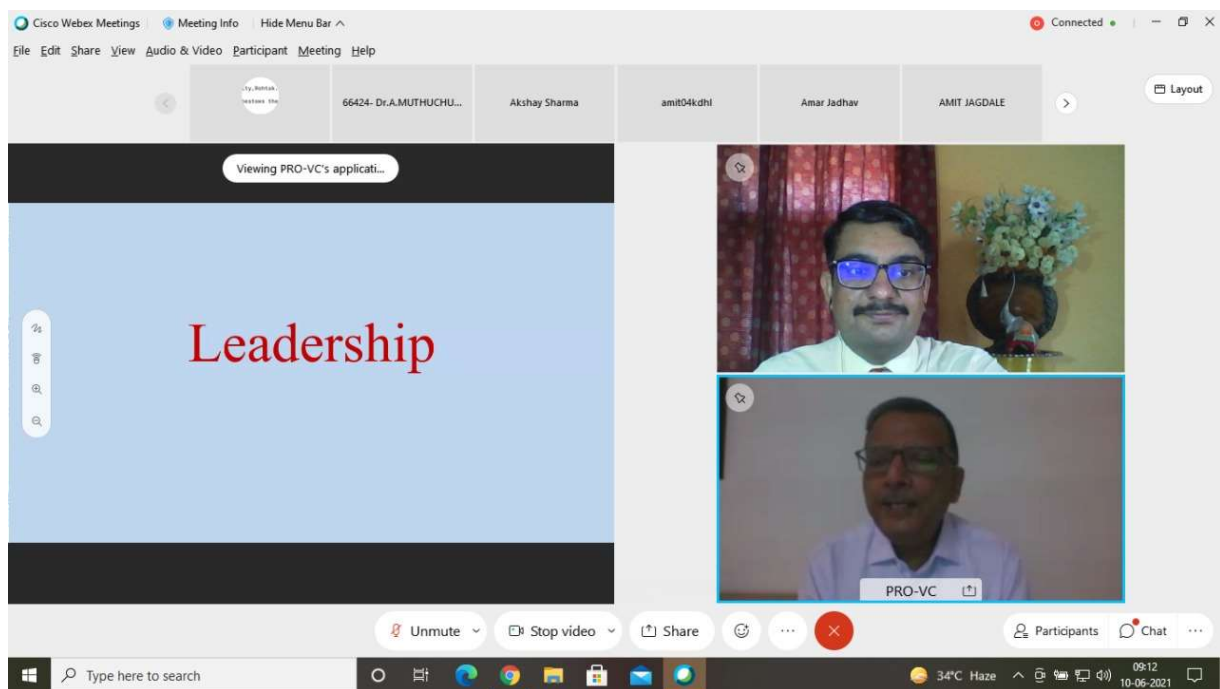 Cisco Webex Meetings Meeting Info Hide Menu Bar
Connected
File Edit Share View Audio & Video Participant Meeting Help
66424- Dr.A.MUTHUCHU... Akshay Sharma amit04kdhl Amar Jadhav AMIT JAGDALE
Layout
Viewing PRO-VC's applicati...
Leadership
PRO-VC
Unmute Stop video Share Participants Chat
Type here to search
34°C Haze
09:12
10-06-2021